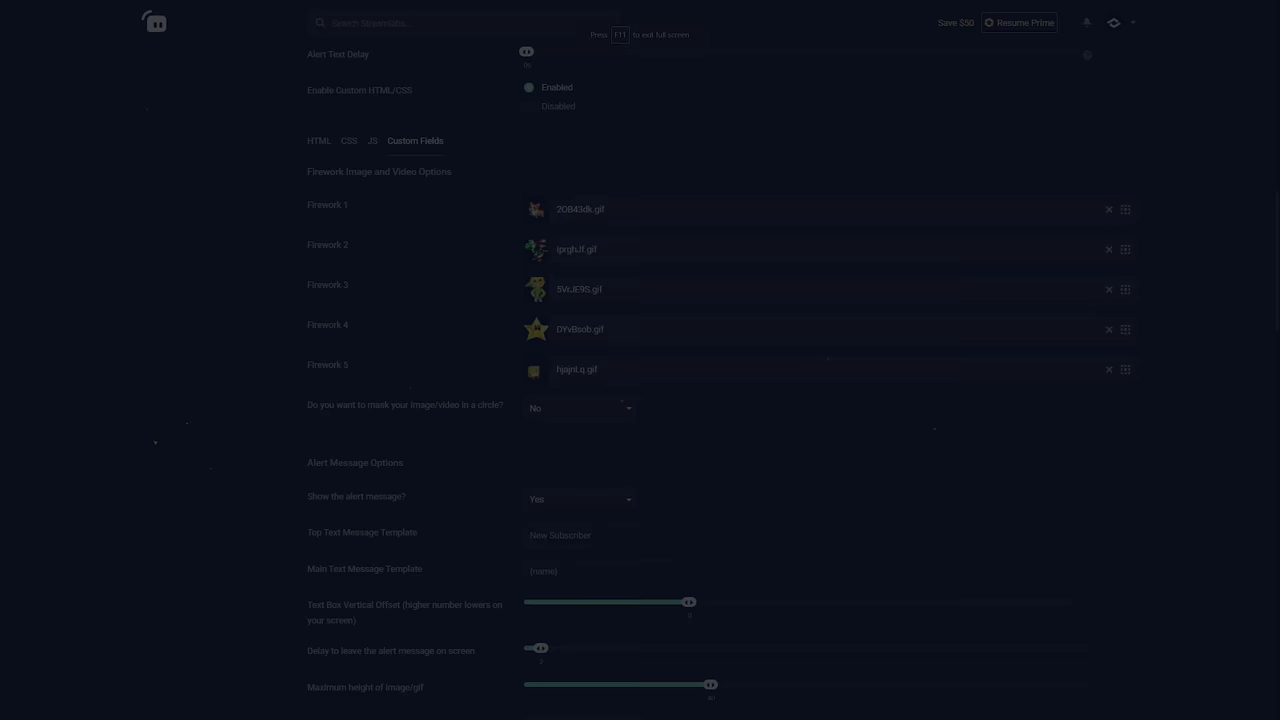 Search Streamlabs...
Save $50
Resume Prime
Press F11 to exit full screen
Alert Text Delay
0s
Enable Custom HTML/CSS
Enabled
Disabled
HTML CSS JS Custom Fields
Firework Image and Video Options
Firework 1
2OB43dk.gif
Firework 2
Firework 3
5VrJE9S.gif
Firework 4
DYvBsob.gif
Firework 5
Do you want to mask your image/video in a circle?
No
Alert Message Options
Show the alert message?
Yes
Top Text Message Template
New Subscriber
Main Text Message Template
{name}
Text Box Vertical Offset (higher number lowers on
your screen)
0
Delay to leave the alert message on screen
2
Maximum height of image/gif